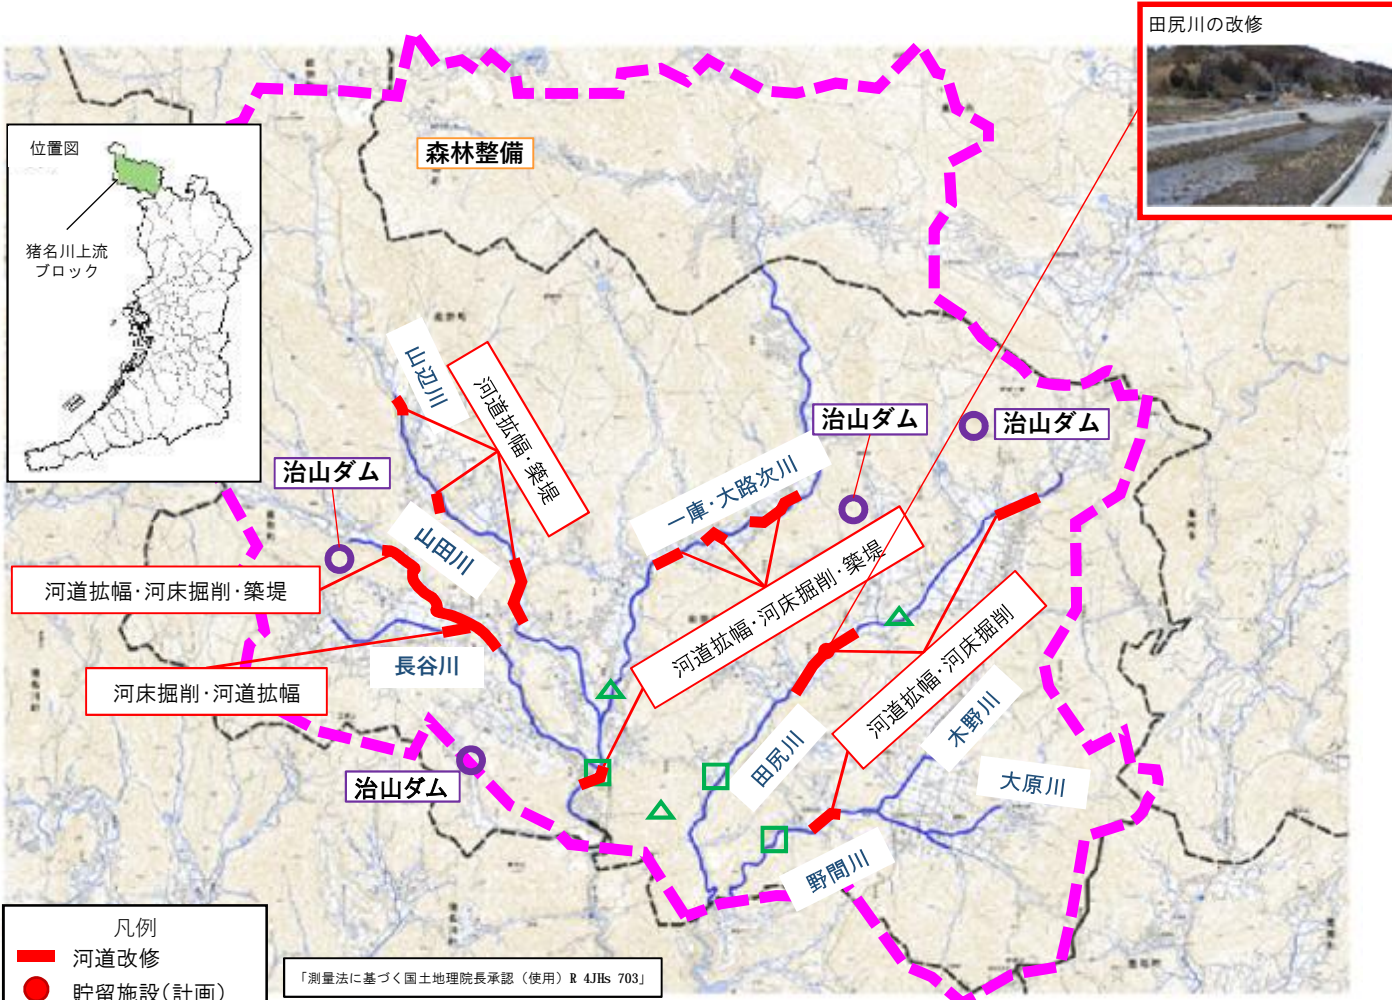 田尻川の改修
位置図
猪名川上流
ブロック
森林整備
山辺川
河道拡幅・築堤
治山ダム
治山ダム
治山ダム
一庫・大路次川
山田川
河道拡幅・河床掘削・築堤
河道拡幅・河床掘削・築堤
長谷川
河床掘削・河道拡幅
河道拡幅・河床掘削
木野川
田尻川
大原川
治山ダム
野間川
凡例
河道改修
貯留施設(計画)
「測量法に基づく国土地理院長承認（使用）R 4JHs 703」